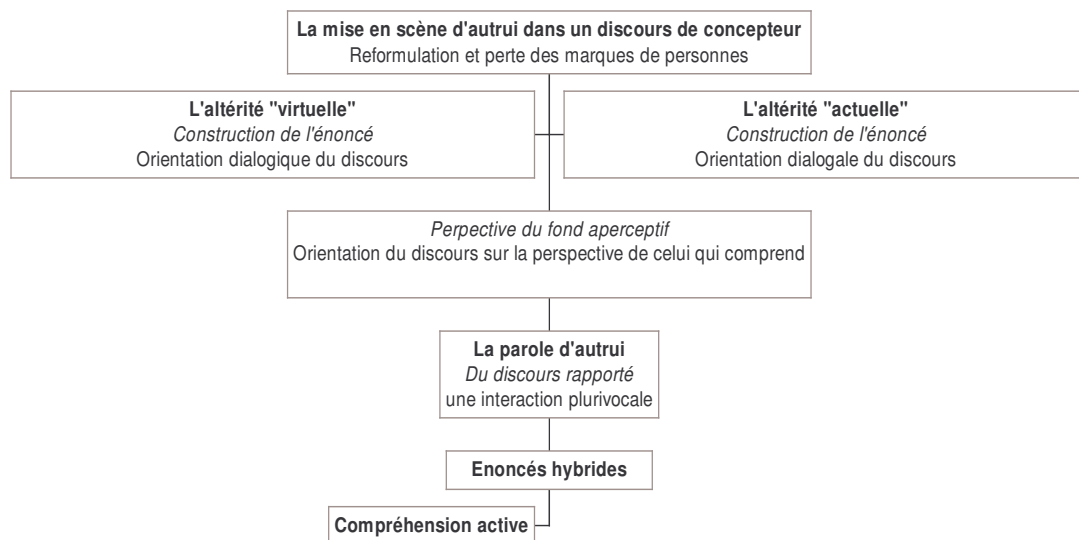 La mise en scène d'autrui dans un discours de concepteur
Reformulation et perte des marques de personnes
L'altérité "virtuelle"
Construction de l'énoncé
Orientation dialogique du discours
L'altérité "actuelle"
Construction de l'énoncé
Orientation dialogale du discours
Perpective du fond aperceptif
Orientation du discours sur la perspective de celui qui comprend
La parole d'autrui
Du discours rapporté
une interaction plurivocale
Enoncés hybrides
Compréhension active